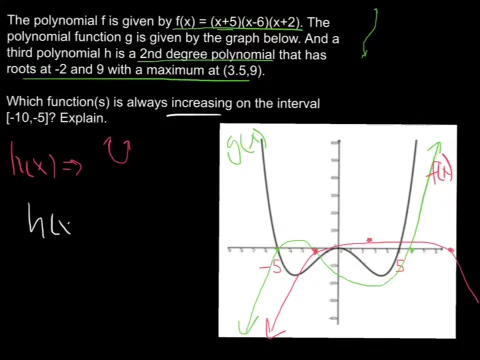 The polynomial f is given by f(x) = (x+5)(x-6)(x+2). The
polynomial function g is given by the graph below. And a
third polynomial h is a 2nd degree polynomial that has
roots at -2 and 9 with a maximum at (3.5,9).
Which function(s) is always increasing on the interval
[-10,-5]? Explain.
h(x) ⇒
h(x
g(x)
f(x)
-5
5